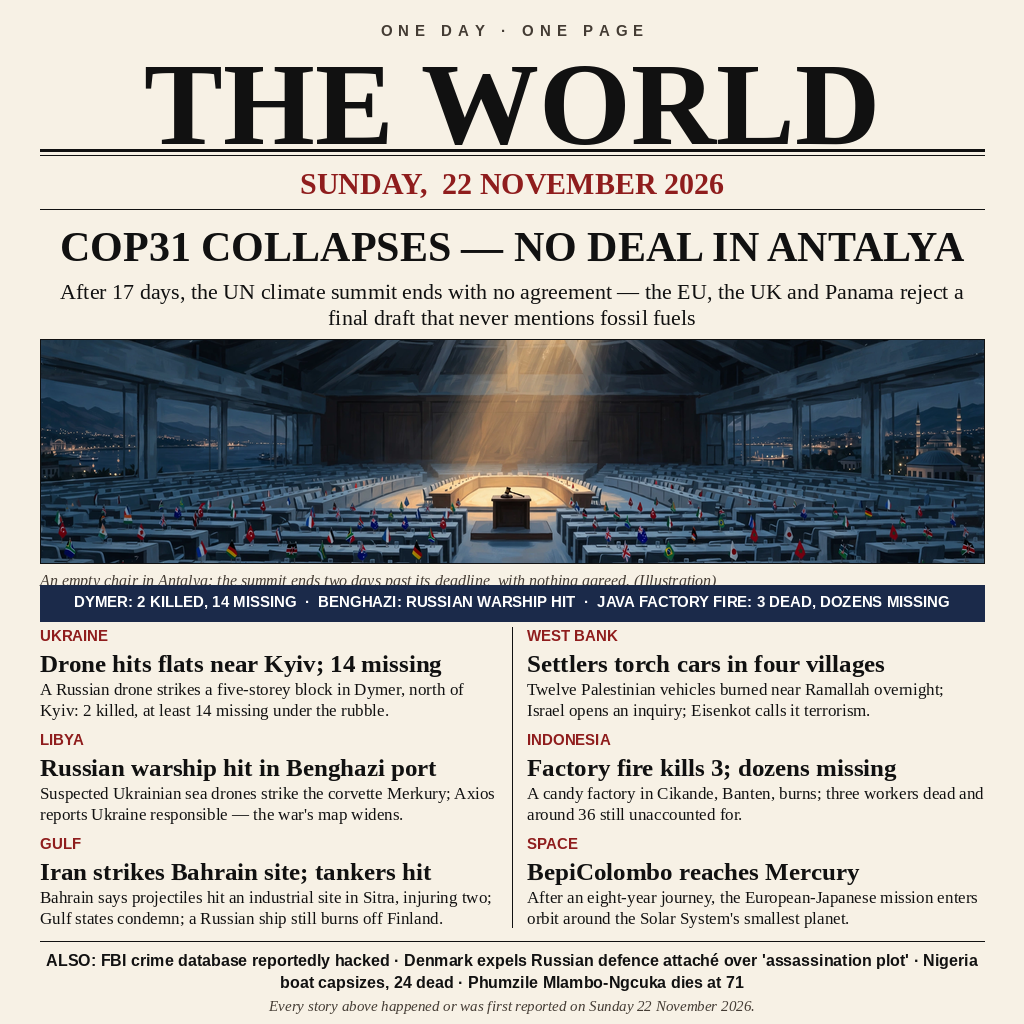 ONE DAY · ONE PAGE
THE WORLD
SUNDAY, 22 NOVEMBER 2026
COP31 COLLAPSES — NO DEAL IN ANTALYA
After 17 days, the UN climate summit ends with no agreement — the EU, the UK and Panama reject a
final draft that never mentions fossil fuels
An empty chair in Antalya: the summit ends two days past its deadline, with nothing agreed. (Illustration)
DYMER: 2 KILLED, 14 MISSING · BENGHAZI: RUSSIAN WARSHIP HIT · JAVA FACTORY FIRE: 3 DEAD, DOZENS MISSING
UKRAINE
Drone hits flats near Kyiv; 14 missing
A Russian drone strikes a five-storey block in Dymer, north of
Kyiv: 2 killed, at least 14 missing under the rubble.
LIBYA
Russian warship hit in Benghazi port
Suspected Ukrainian sea drones strike the corvette Merkury; Axios
reports Ukraine responsible — the war's map widens.
GULF
Iran strikes Bahrain site; tankers hit
Bahrain says projectiles hit an industrial site in Sitra, injuring two;
Gulf states condemn; a Russian ship still burns off Finland.
WEST BANK
Settlers torch cars in four villages
Twelve Palestinian vehicles burned near Ramallah overnight;
Israel opens an inquiry; Eisenkot calls it terrorism.
INDONESIA
Factory fire kills 3; dozens missing
A candy factory in Cikande, Banten, burns; three workers dead and
around 36 still unaccounted for.
SPACE
BepiColombo reaches Mercury
After an eight-year journey, the European-Japanese mission enters
orbit around the Solar System's smallest planet.
ALSO: FBI crime database reportedly hacked · Denmark expels Russian defence attaché over 'assassination plot' · Nigeria
boat capsizes, 24 dead · Phumzile Mlambo-Ngcuka dies at 71
Every story above happened or was first reported on Sunday 22 November 2026.